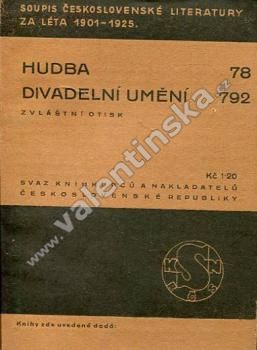 SOUPIS ČESKOSLOVENSKÉ LITERATURY
ZA LÉTA 1901-1925.
HUDBA 78
DIVADELNÍ UMĚNÍ 792
ZVLÁŠTNÍ OTISK
Kč 1·20
SVAZ KNIHKUPCŮ A NAKLADATELŮ
ČESKOSLOVENSKÉ REPUBLIKY
Knihy zde uvedené dodá:
www.valentinska.cz